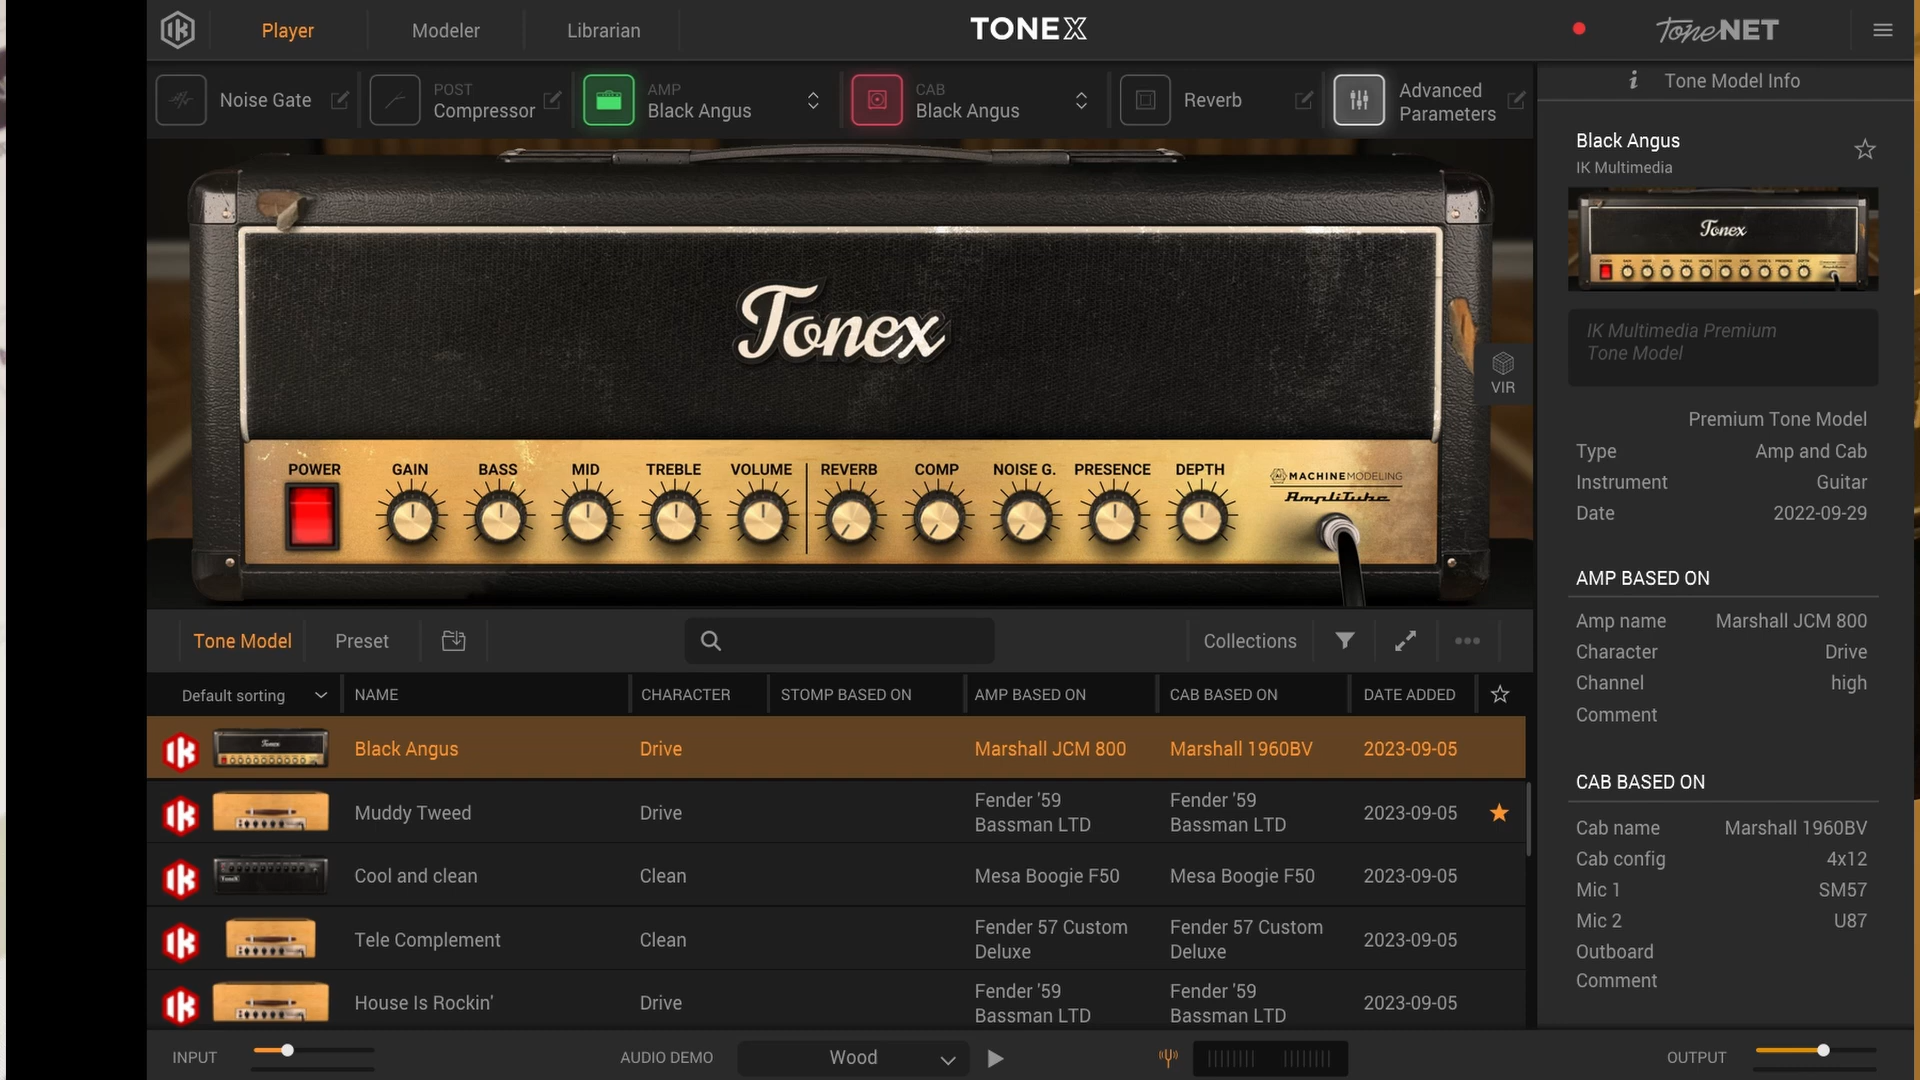 Player
Modeler
Librarian
TONEX
ToneNET
Noise Gate
POST
Compressor
AMP
Black Angus
CAB
Black Angus
Reverb
Advanced
Parameters
Tone Model Info
Black Angus
IK Multimedia
Tonex
VIR
POWER
GAIN
BASS
MID
TREBLE
VOLUME
REVERB
COMP
NOISE G.
PRESENCE
DEPTH
MACHINEMODELING
AmpliTube
Tonex
IK Multimedia Premium
Tone Model
Premium Tone Model
Type Amp and Cab
Instrument Guitar
Date 2022-09-29
AMP BASED ON
Amp name Marshall JCM 800
Character Drive
Channel high
Comment
CAB BASED ON
Cab name Marshall 1960BV
Cab config 4x12
Mic 1 SM57
Mic 2 U87
Outboard
Comment
Tone Model
Preset
Collections
Default sorting NAME CHARACTER STOMP BASED ON AMP BASED ON CAB BASED ON DATE ADDED
Black Angus Drive Marshall JCM 800 Marshall 1960BV 2023-09-05
Muddy Tweed Drive Fender '59 Bassman LTD Fender '59 Bassman LTD 2023-09-05
Cool and clean Clean Mesa Boogie F50 Mesa Boogie F50 2023-09-05
Tele Complement Clean Fender 57 Custom Deluxe Fender 57 Custom Deluxe 2023-09-05
House Is Rockin' Drive Fender '59 Bassman LTD Fender '59 Bassman LTD 2023-09-05
INPUT
AUDIO DEMO
Wood
OUTPUT